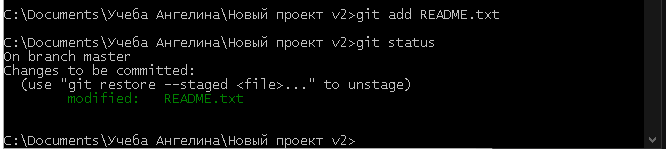 C:\Documents\Учеба Ангелина\Новый проект v2>git add README.txt
C:\Documents\Учеба Ангелина\Новый проект v2>git status
On branch master
Changes to be committed:
  (use "git restore --staged <file>..." to unstage)
        modified:   README.txt
C:\Documents\Учеба Ангелина\Новый проект v2>